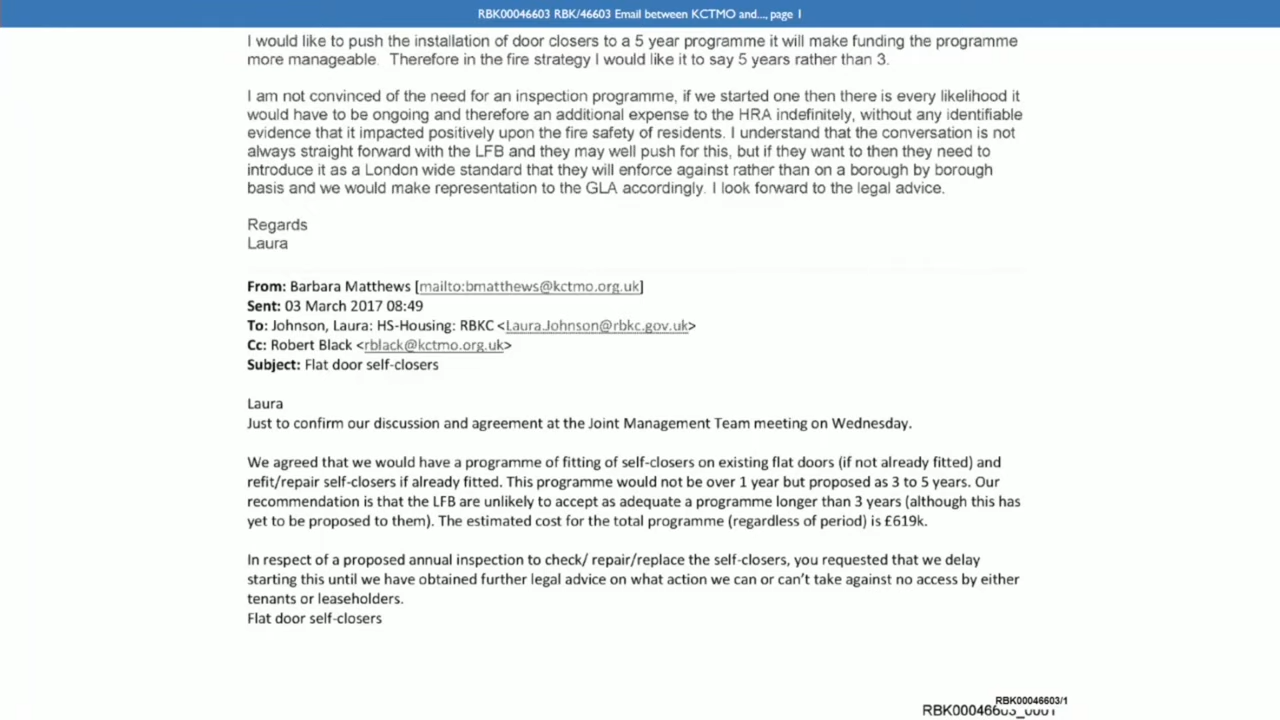 RBK00046603 RBK/46603 Email between KCTMO and..., page 1
I would like to push the installation of door closers to a 5 year programme it will make funding the programme
more manageable. Therefore in the fire strategy I would like it to say 5 years rather than 3.
I am not convinced of the need for an inspection programme, if we started one then there is every likelihood it
would have to be ongoing and therefore an additional expense to the HRA indefinitely, without any identifiable
evidence that it impacted positively upon the fire safety of residents. I understand that the conversation is not
always straight forward with the LFB and they may well push for this, but if they want to then they need to
introduce it as a London wide standard that they will enforce against rather than on a borough by borough
basis and we would make representation to the GLA accordingly. I look forward to the legal advice.
Regards
Laura
From: Barbara Matthews [mailto:bmatthews@kctmo.org.uk]
Sent: 03 March 2017 08:49
To: Johnson, Laura: HS-Housing: RBKC <Laura.Johnson@rbkc.gov.uk>
Cc: Robert Black <rblack@kctmo.org.uk>
Subject: Flat door self-closers
Laura
Just to confirm our discussion and agreement at the Joint Management Team meeting on Wednesday.
We agreed that we would have a programme of fitting of self-closers on existing flat doors (if not already fitted) and
refit/repair self-closers if already fitted. This programme would not be over 1 year but proposed as 3 to 5 years. Our
recommendation is that the LFB are unlikely to accept as adequate a programme longer than 3 years (although this has
yet to be proposed to them). The estimated cost for the total programme (regardless of period) is £619k.
In respect of a proposed annual inspection to check/ repair/replace the self-closers, you requested that we delay
starting this until we have obtained further legal advice on what action we can or can't take against no access by either
tenants or leaseholders.
Flat door self-closers
RBK00046603/1
RBK00046603_0001